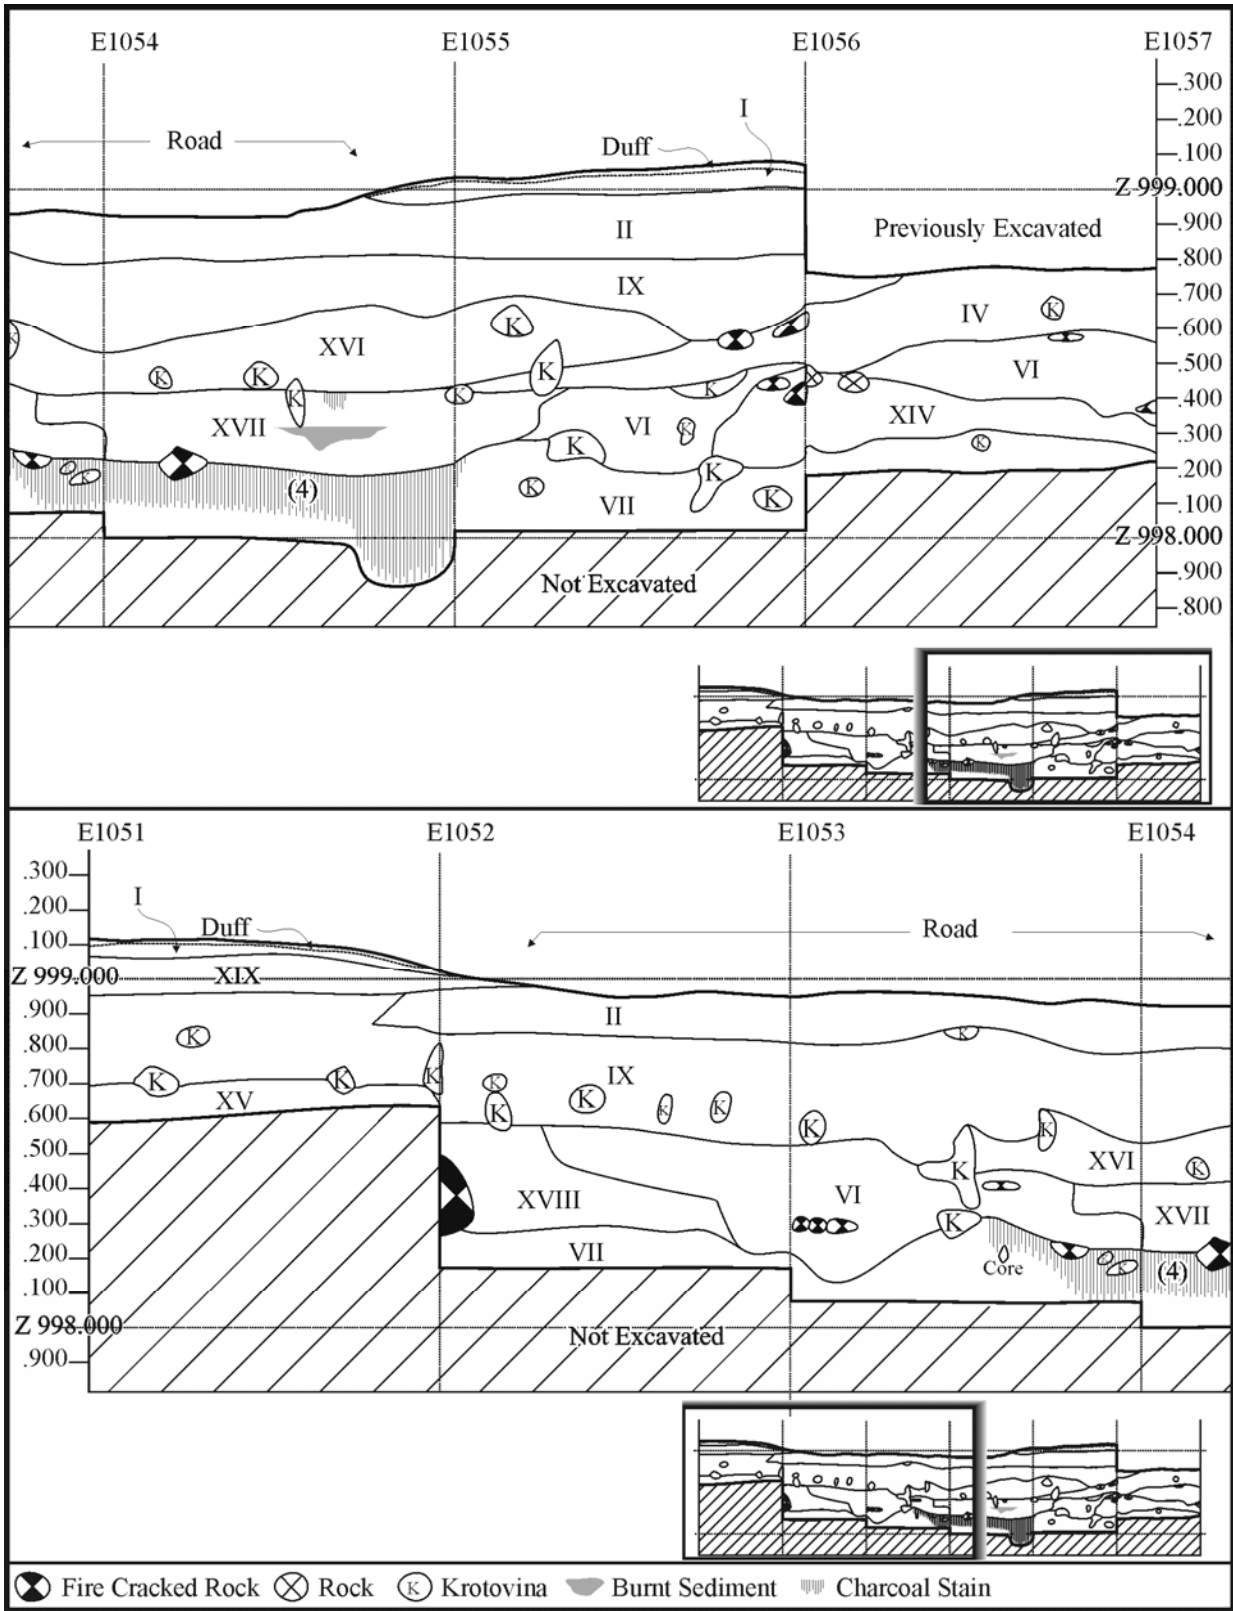 E1054 E1055 E1056 E1057
.300
.200
I
.100
Road
Duff
Z 999.000
II
Previously Excavated
.900
.800
IX
.700
IV
K
K
.600
K
XVI
VI
.500
K
K
K
K
K
K
.400
XIV
XVII
VI
K
K
K
.300
K
K
K
.200
(4)
K
K
VII
.100
Z 998.000
Not Excavated
.900
.800
E1051 E1052 E1053 E1054
.300
I
.200
Duff
Road
.100
Z 999.000
XIX
.900
II
K
K
.800
IX
K
K
K
K
.700
XV
K
K
K
K
.600
K
K
.500
XVI
K
K
.400
XVIII
VI
XVII
.300
K
VII
.200
Core
K
K
(4)
.100
Z 998.000
Not Excavated
.900
Fire Cracked Rock Rock K Krotovina Burnt Sediment Charcoal Stain